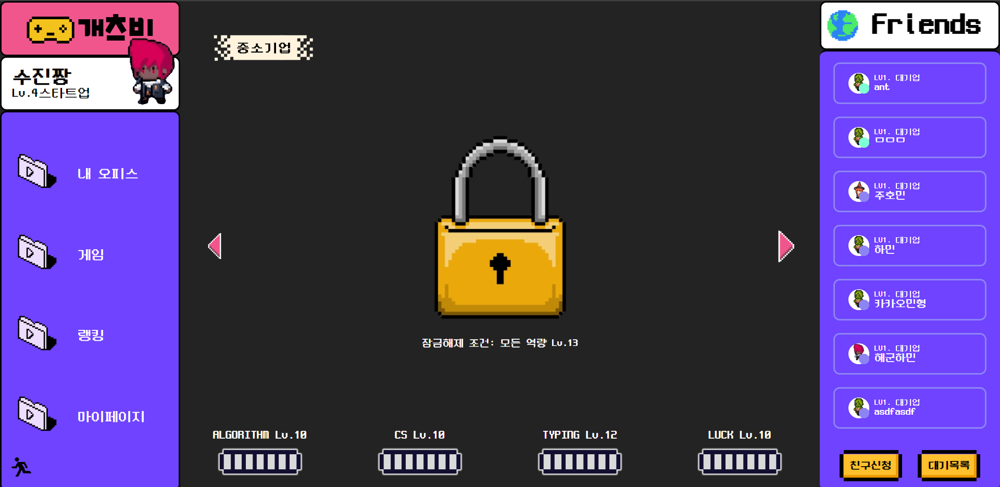 개츠비
수진짱
Lv.4스타트업
내 오피스
게임
랭킹
마이페이지
중소기업
잠금해제 조건: 모든 역량 Lv.13
ALGORITHM Lv.10
CS Lv.10
TYPING Lv.12
LUCK Lv.10
Friends
LV1. 대기업
ant
LV1. 대기업
ㅁㅁㅁ
LV1. 대기업
주호민
LV1. 대기업
하민
LV1. 대기업
카카오민형
LV1. 대기업
해군하민
LV1. 대기업
asdfasdf
친구신청
대기목록